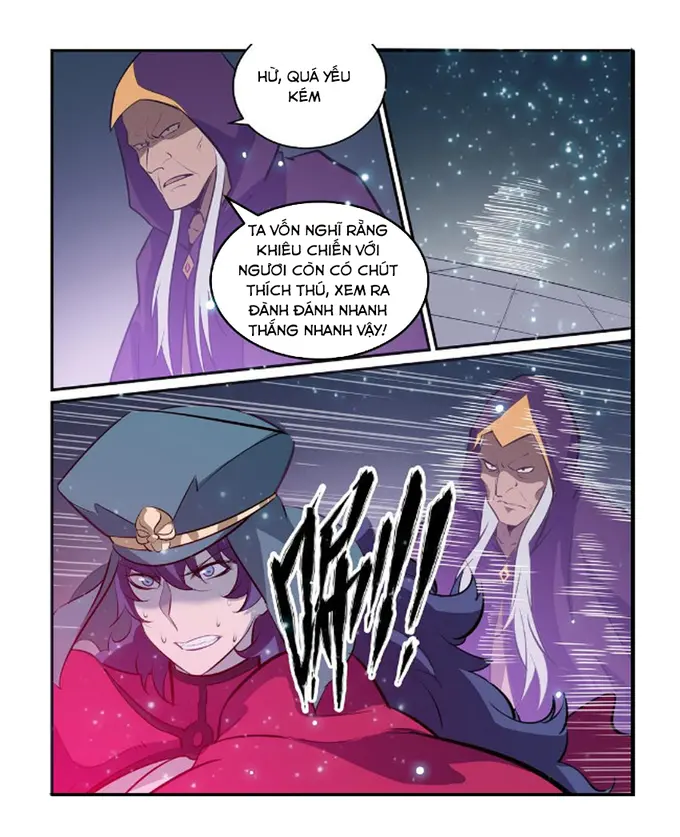 HỪ, QUÁ YẾU
KÉM
TA VỐN NGHĨ RẰNG
KHIÊU CHIẾN VỚI
NGƯƠI CÒN CÓ CHÚT
THÍCH THÚ, XEM RA
ĐÀNH ĐÁNH NHANH
THẮNG NHANH VẬY!